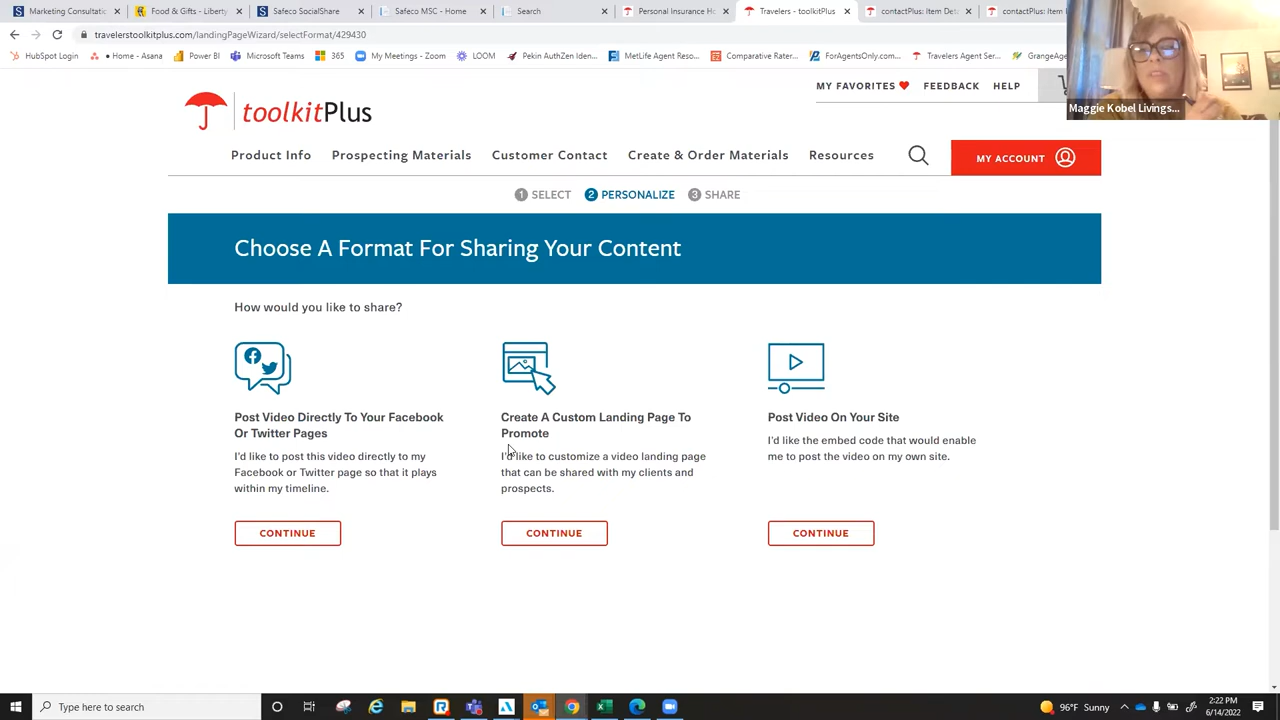 Marketing Consultatic
Food & Gifts - Liberty
Safeco SocialShare
Safeco MSC - Home
Search
Personal Insurance Ho
Travelers - toolkitPlus
contactPlus: Item Deta
contactPlus: Item
travelerstoolkitplus.com/landingPageWizard/selectFormat/429430
HubSpot Login
Home - Asana
Power BI
Microsoft Teams
365
My Meetings - Zoom
LOOM
Pekin AuthZen Iden...
MetLife Agent Reso...
Comparative Rater...
ForAgentsOnly.com...
Travelers Agent Ser...
GrangeAge
Maggie Kobel Livings...
MY FAVORITES
FEEDBACK
HELP
toolkitPlus
Product Info
Prospecting Materials
Customer Contact
Create & Order Materials
Resources
MY ACCOUNT
1 SELECT
2 PERSONALIZE
3 SHARE
Choose A Format For Sharing Your Content
How would you like to share?
Post Video Directly To Your Facebook
Or Twitter Pages
I'd like to post this video directly to my
Facebook or Twitter page so that it plays
within my timeline.
CONTINUE
Create A Custom Landing Page To
Promote
I'd like to customize a video landing page
that can be shared with my clients and
prospects.
CONTINUE
Post Video On Your Site
I'd like the embed code that would enable
me to post the video on my own site.
CONTINUE
Type here to search
96°F Sunny
2:22 PM
6/14/2022